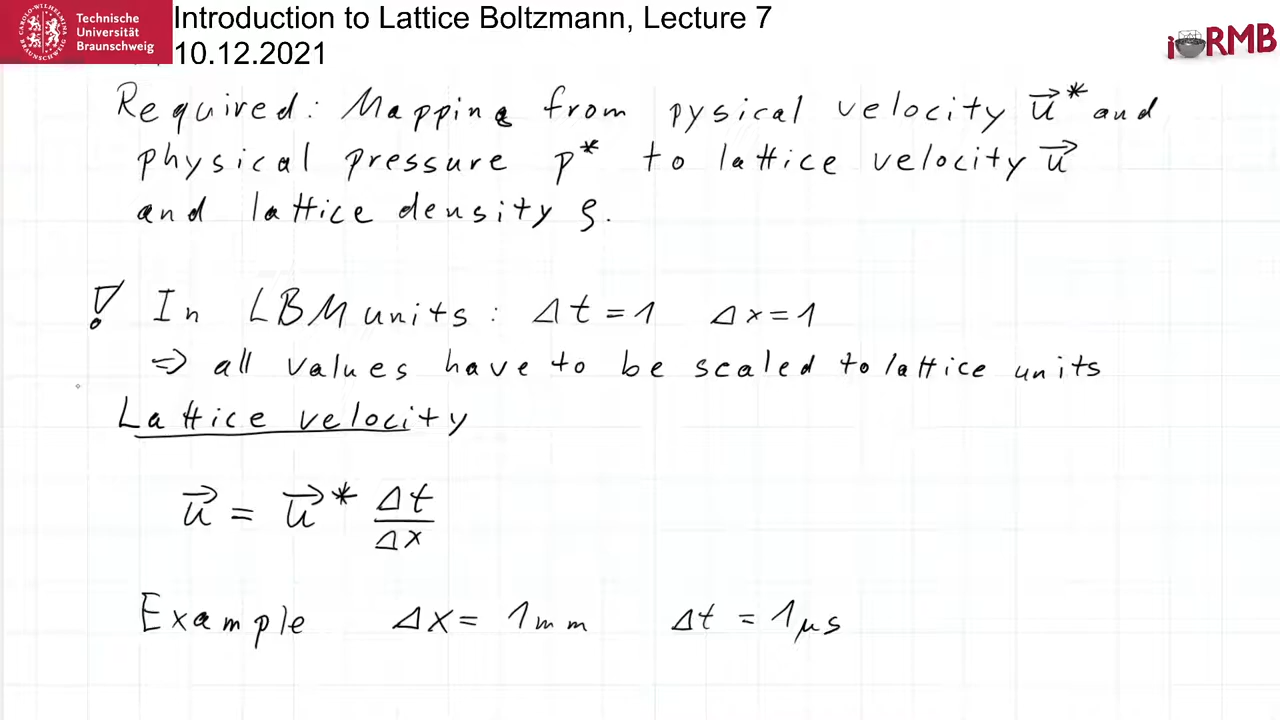 Technische
Universität
Braunschweig
Introduction to Lattice Boltzmann, Lecture 7
10.12.2021
iRMB
Required: Mapping from pysical velocity u⃗* and
physical pressure p* to lattice velocity u⃗
and lattice density ρ.
! In LBM units: Δt=1 Δx=1
=> all values have to be scaled to lattice units
Lattice velocity
u⃗ = u⃗* Δt/Δx
Example Δx= 1mm Δt = 1μs